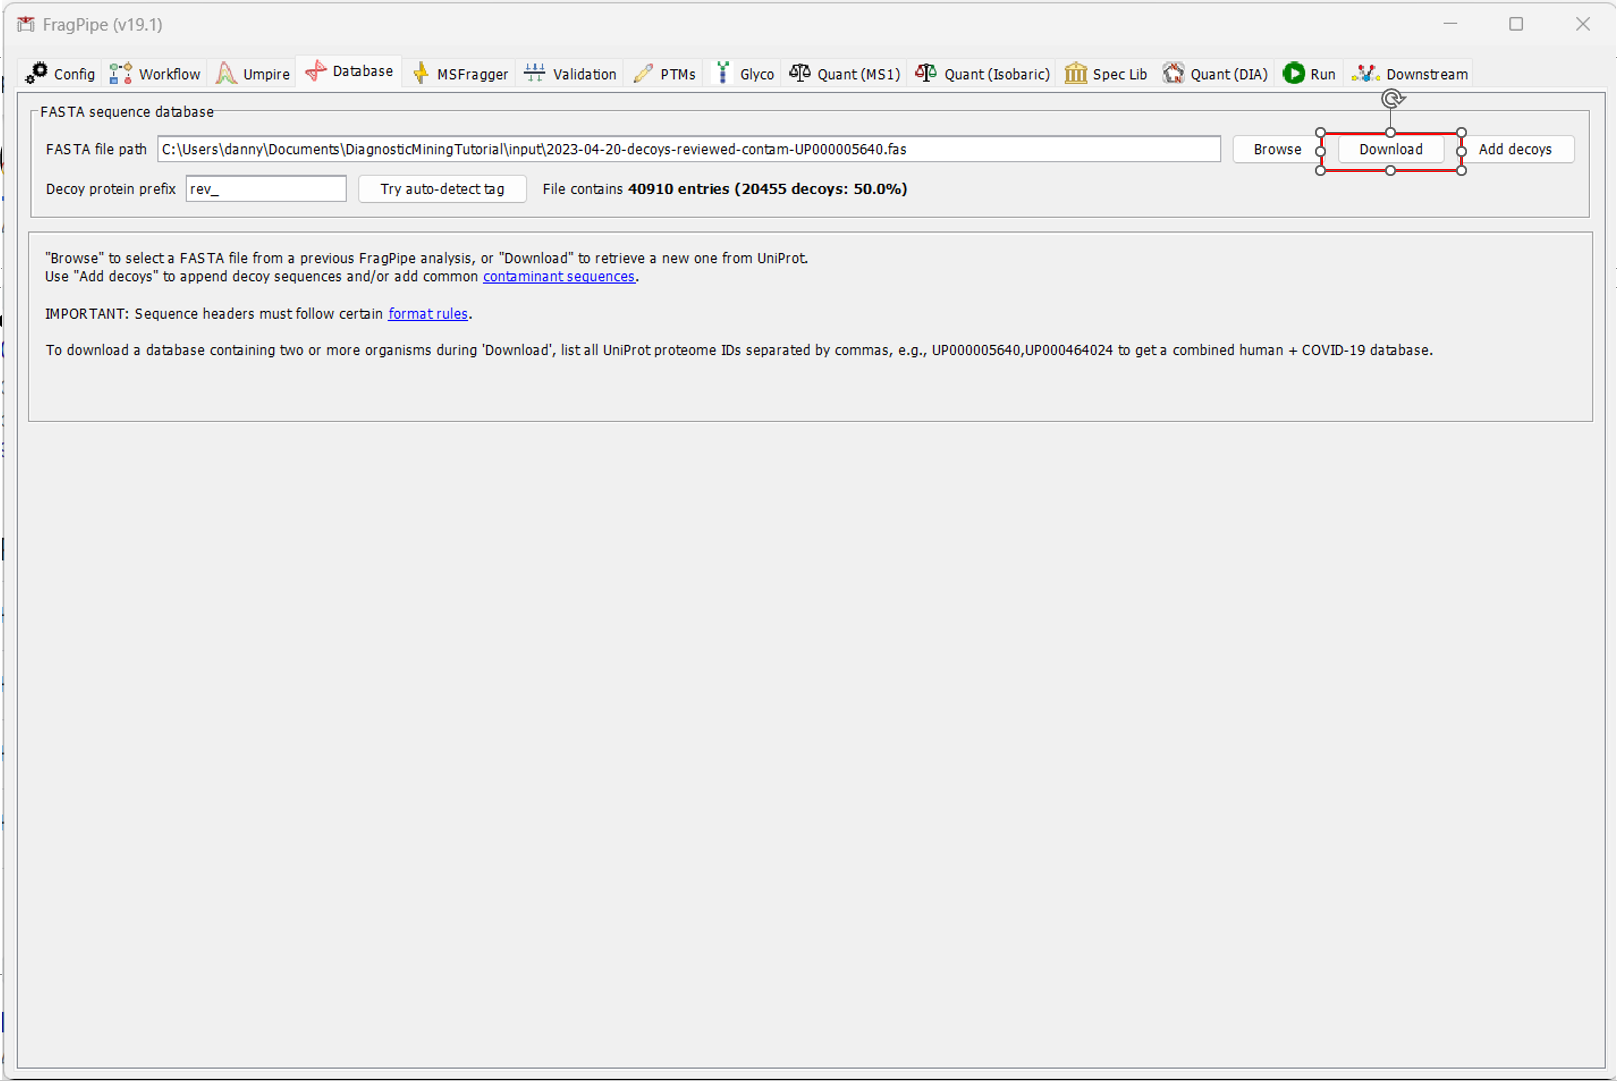 FragPipe (v19.1)
Config Workflow Umpire Database MSFragger Validation PTMs Glyco Quant (MS1) Quant (Isobaric) Spec Lib Quant (DIA) Run Downstream
FASTA sequence database
FASTA file path C:\Users\danny\Documents\DiagnosticMiningTutorial\input\2023-04-20-decoys-reviewed-contam-UP000005640.fas Browse Download Add decoys
Decoy protein prefix rev_ Try auto-detect tag File contains 40910 entries (20455 decoys: 50.0%)
"Browse" to select a FASTA file from a previous FragPipe analysis, or "Download" to retrieve a new one from UniProt.
Use "Add decoys" to append decoy sequences and/or add common contaminant sequences.
IMPORTANT: Sequence headers must follow certain format rules.
To download a database containing two or more organisms during 'Download', list all UniProt proteome IDs separated by commas, e.g., UP000005640,UP000464024 to get a combined human + COVID-19 database.